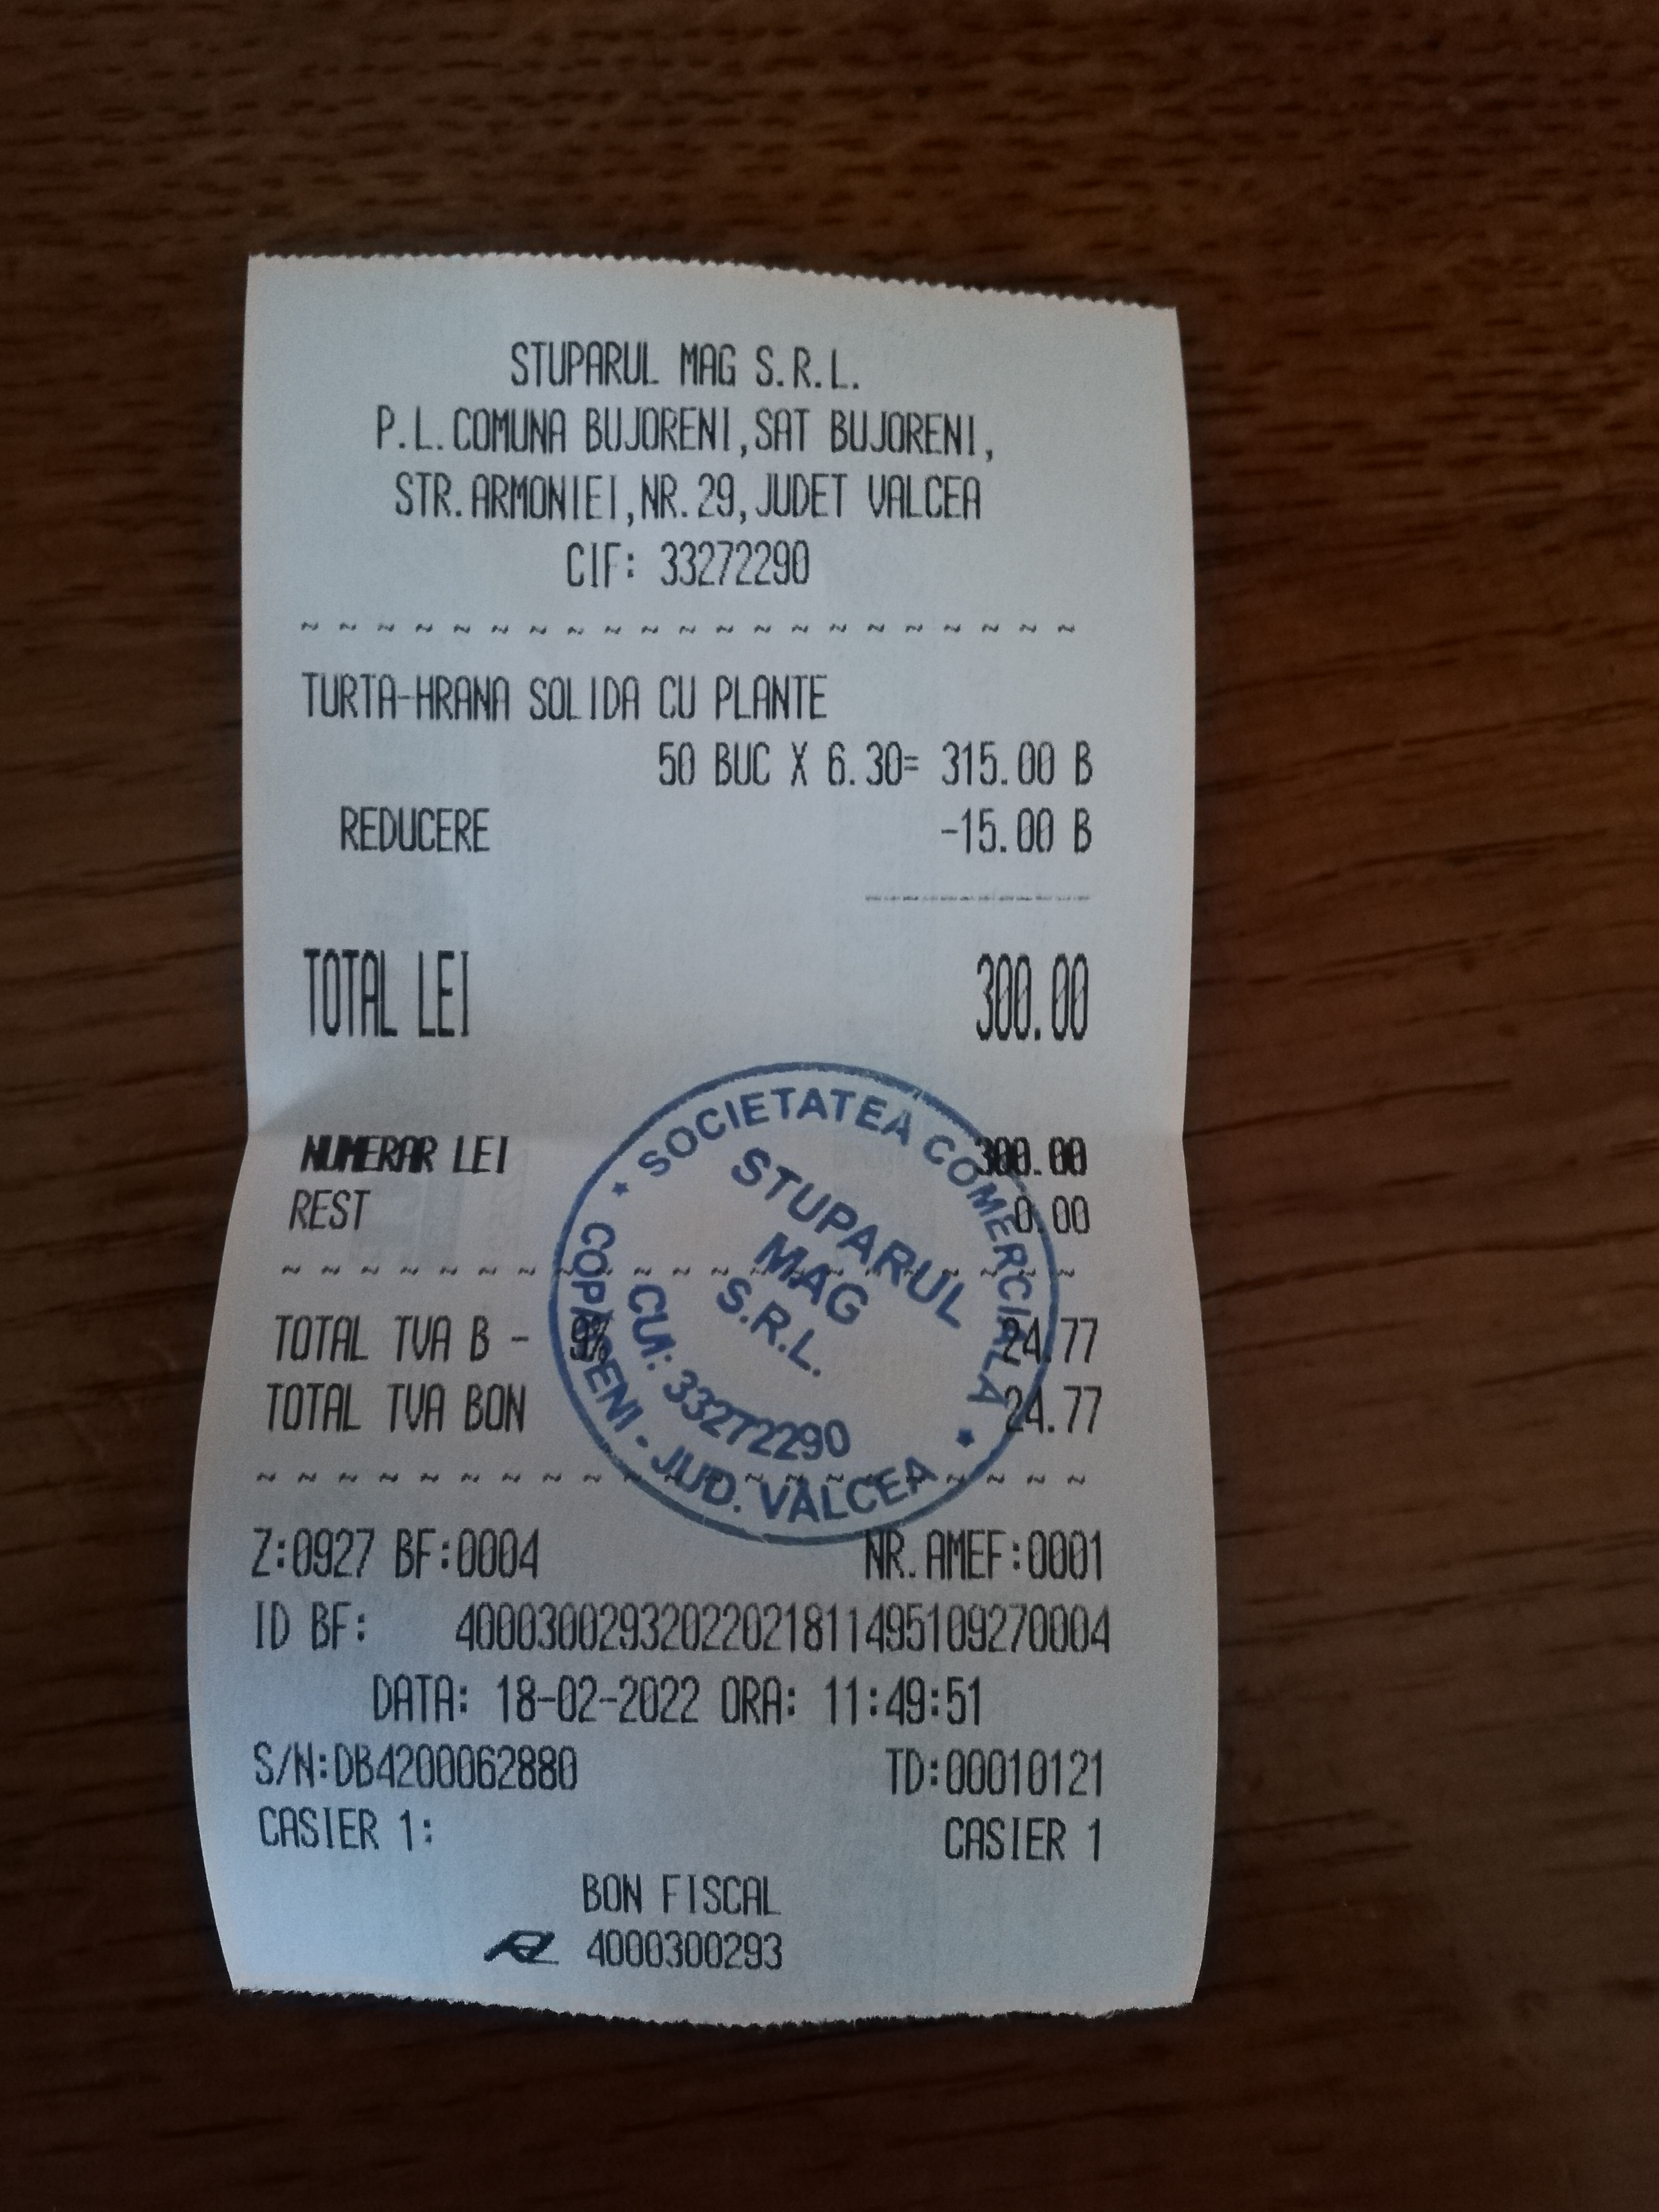 STUPARUL MAG S.R.L.
P.L.COMUNA BUJORENI,SAT BUJORENI,
STR.ARMONIEI,NR.29,JUDET VALCEA
CIF: 33272290
~ ~ ~ ~ ~ ~ ~ ~ ~ ~ ~ ~ ~ ~ ~ ~ ~ ~ ~ ~ ~
TURTA-HRANA SOLIDA CU PLANTE
50 BUC X 6.30= 315.00 B
REDUCERE -15.00 B
TOTAL LEI 300.00
NUMERAR LEI 300.00
REST 0.00
~ ~ ~ ~ ~ ~ ~ ~ ~ ~ ~ ~ ~ ~ ~ ~ ~ ~ ~ ~ ~
TOTAL TVA B - 9% 24.77
TOTAL TVA BON 24.77
~ ~ ~ ~ ~ ~ ~ ~ ~ ~ ~ ~ ~ ~ ~ ~ ~ ~ ~ ~ ~
SOCIETATEA COMERCIALA
STUPARUL
MAG
S.R.L.
CUI: 33272290
COPĂCENI - JUD. VÂLCEA
Z:0927 BF:0004 NR.AMEF:0001
ID BF: 40003002932022021811495109270004
DATA: 18-02-2022 ORA: 11:49:51
S/N:DB4200062880 TD:00010121
CASIER 1: CASIER 1
BON FISCAL
4000300293